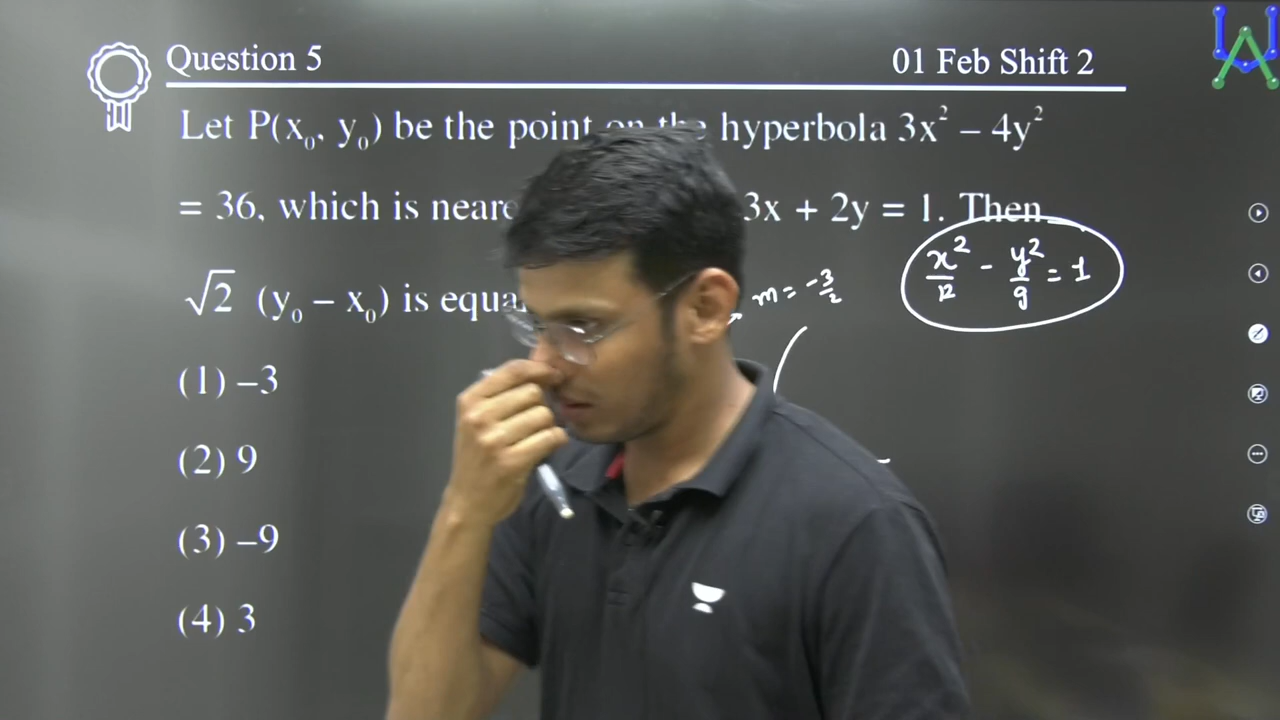 Question 5
01 Feb Shift 2
Let P(x₀, y₀) be the point on the hyperbola 3x² – 4y²
= 36, which is neare 3x + 2y = 1. Then
√2 (y₀ – x₀) is equa
m = -3/2
x²/12 - y²/9 = 1
(1) –3
(2) 9
(3) –9
(4) 3